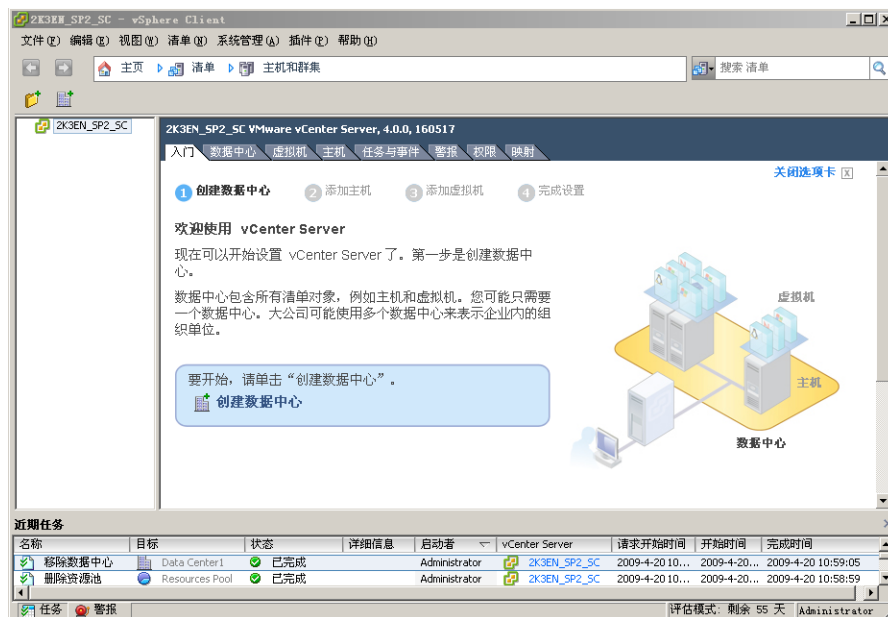 2K3EN_SP2_SC - vSphere Client
文件(F) 编辑(E) 视图(W) 清单(N) 系统管理(A) 插件(P) 帮助(H)
主页 清单 主机和群集 搜索 清单
2K3EN_SP2_SC
2K3EN_SP2_SC VMware vCenter Server, 4.0.0, 160517
入门 数据中心 虚拟机 主机 任务与事件 警报 权限 映射
关闭选项卡 X
1 创建数据中心 2 添加主机 3 添加虚拟机 4 完成设置
欢迎使用 vCenter Server
现在可以开始设置 vCenter Server 了。第一步是创建数据中
心。
数据中心包含所有清单对象，例如主机和虚拟机。您可能只需要
一个数据中心。大公司可能使用多个数据中心来表示企业内的组
织单位。
要开始，请单击“创建数据中心”。
创建数据中心
虚拟机
主机
数据中心
近期任务
名称 目标 状态 详细信息 启动者 vCenter Server 请求开始时间 开始时间 完成时间
移除数据中心 Data Center1 已完成 Administrator 2K3EN_SP2_SC 2009-4-20 10... 2009-4-20... 2009-4-20 10:59:05
删除资源池 Resources Pool 已完成 Administrator 2K3EN_SP2_SC 2009-4-20 10... 2009-4-20... 2009-4-20 10:58:59
任务 警报 评估模式: 剩余 55 天 Administrator